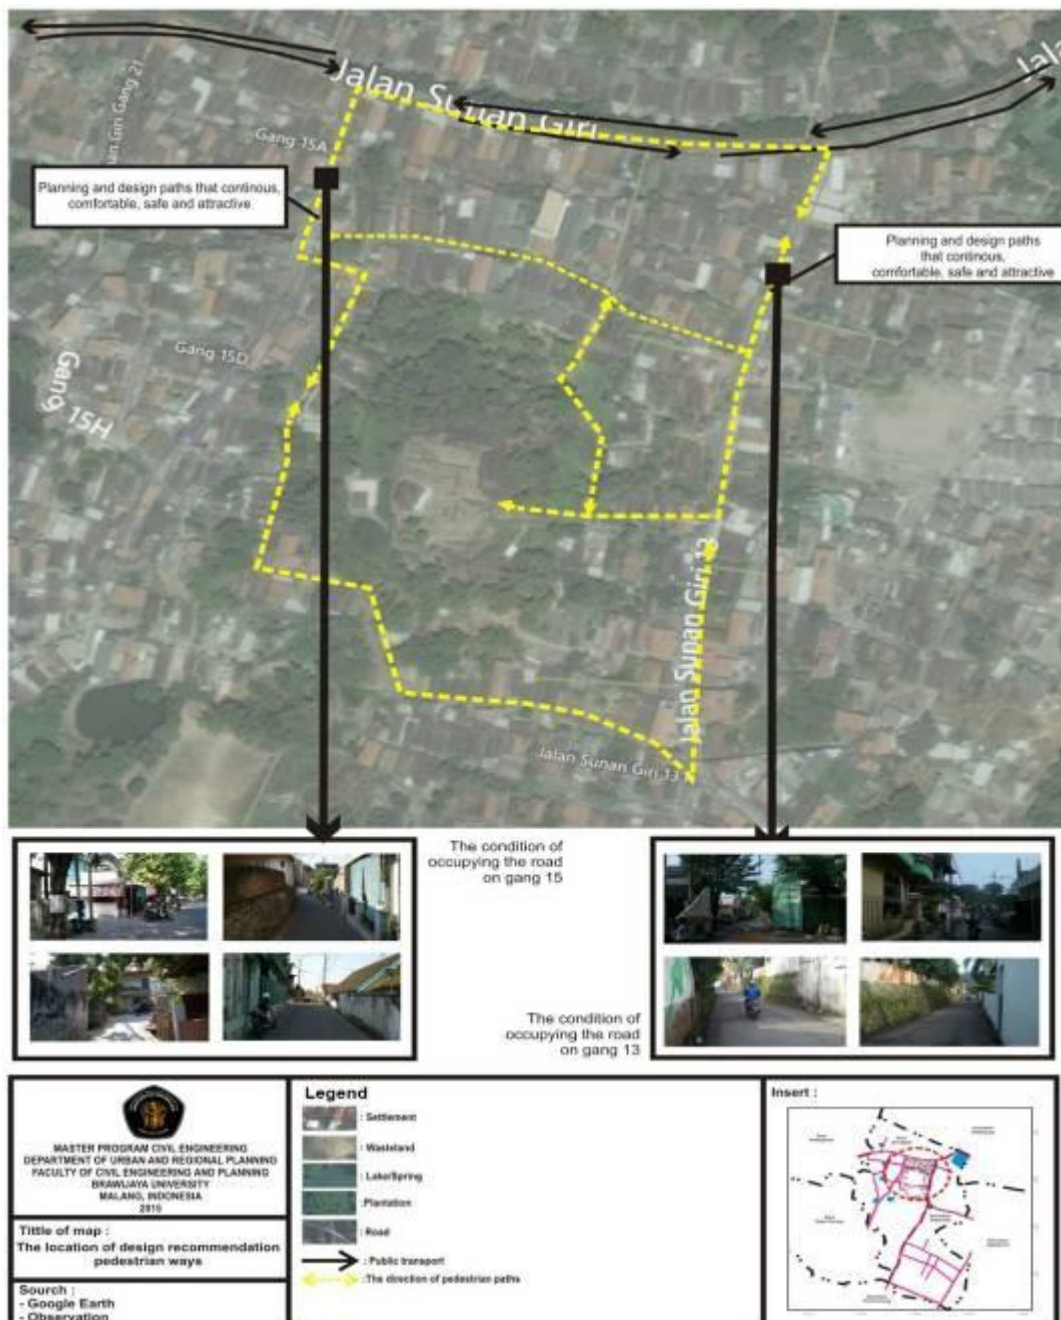 Jalan Sunan Giri
Jala
un Giri Gang 21
Gang 15A
Planning and design paths that continous,
comfortable, safe and attractive
Planning and design paths
that continous,
comfortable, safe and attractive
Gang 15D
Gang 15H
Jalan Sunan Giri 13
Jalan Sunan Giri 13
The condition of
occupying the road
on gang 15
The condition of
occupying the road
on gang 13
MASTER PROGRAM CIVIL ENGINEERING
DEPARTMENT OF URBAN AND REGIONAL PLANNING
FACULTY OF CIVIL ENGINEERING AND PLANNING
BRAWIJAYA UNIVERSITY
MALANG, INDONESIA
2015
Tittle of map :
The location of design recommendation
pedestrian ways
Sourch :
- Google Earth
- Observation
Legend
: Settlement
: Wasteland
: Lake/Spring
: Plantation
: Road
: Public transport
: The direction of pedestrian paths
Insert :